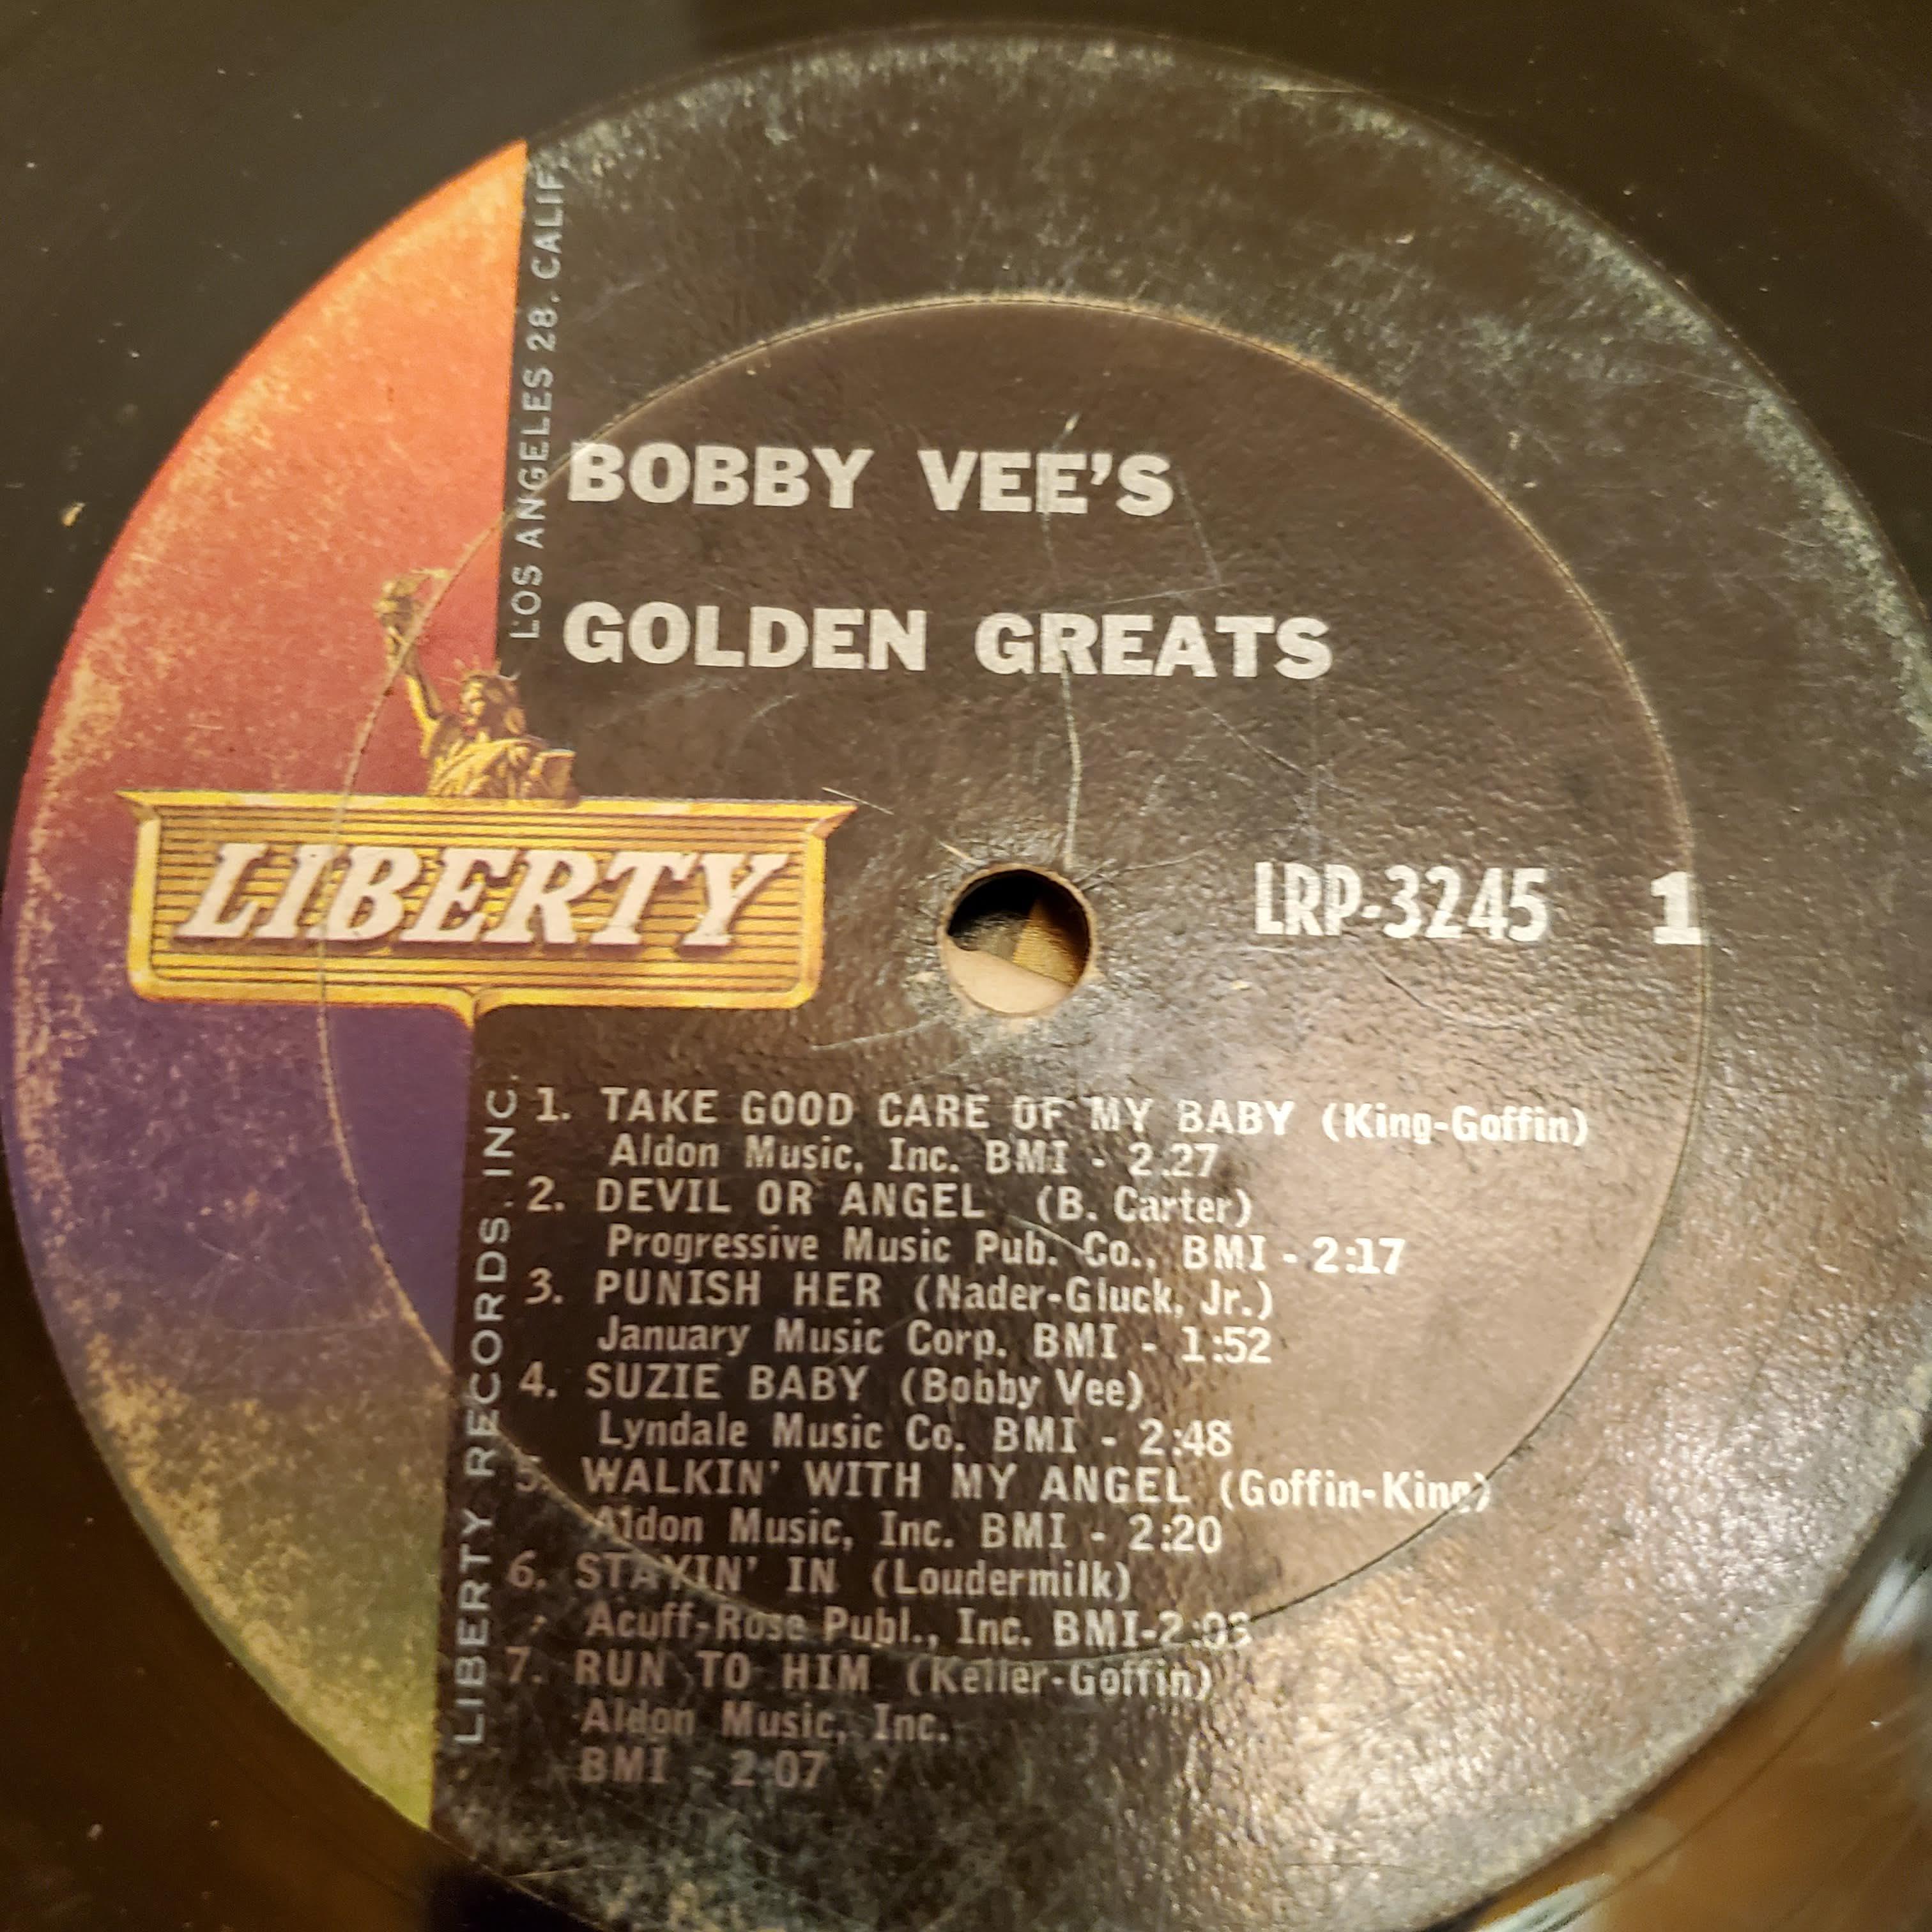 BOBBY VEE'S
GOLDEN GREATS
LIBERTY
LRP-3245 1
1. TAKE GOOD CARE OF MY BABY (King-Goffin)
Aldon Music, Inc. BMI - 2.27
2. DEVIL OR ANGEL (B. Carter)
Progressive Music Pub. Co., BMI - 2:17
3. PUNISH HER (Nader-Gluck, Jr.)
January Music Corp. BMI - 1:52
4. SUZIE BABY (Bobby Vee)
Lyndale Music Co. BMI - 2:48
5. WALKIN' WITH MY ANGEL (Goffin-King)
Aldon Music, Inc. BMI - 2:20
6. STAYIN' IN (Loudermilk)
Acuff-Rose Publ., Inc. BMI-2:03
7. RUN TO HIM (Keller-Goffin)
Aldon Music, Inc.
BMI - 2:07
LIBERTY RECORDS, INC.
LOS ANGELES 28, CALIF